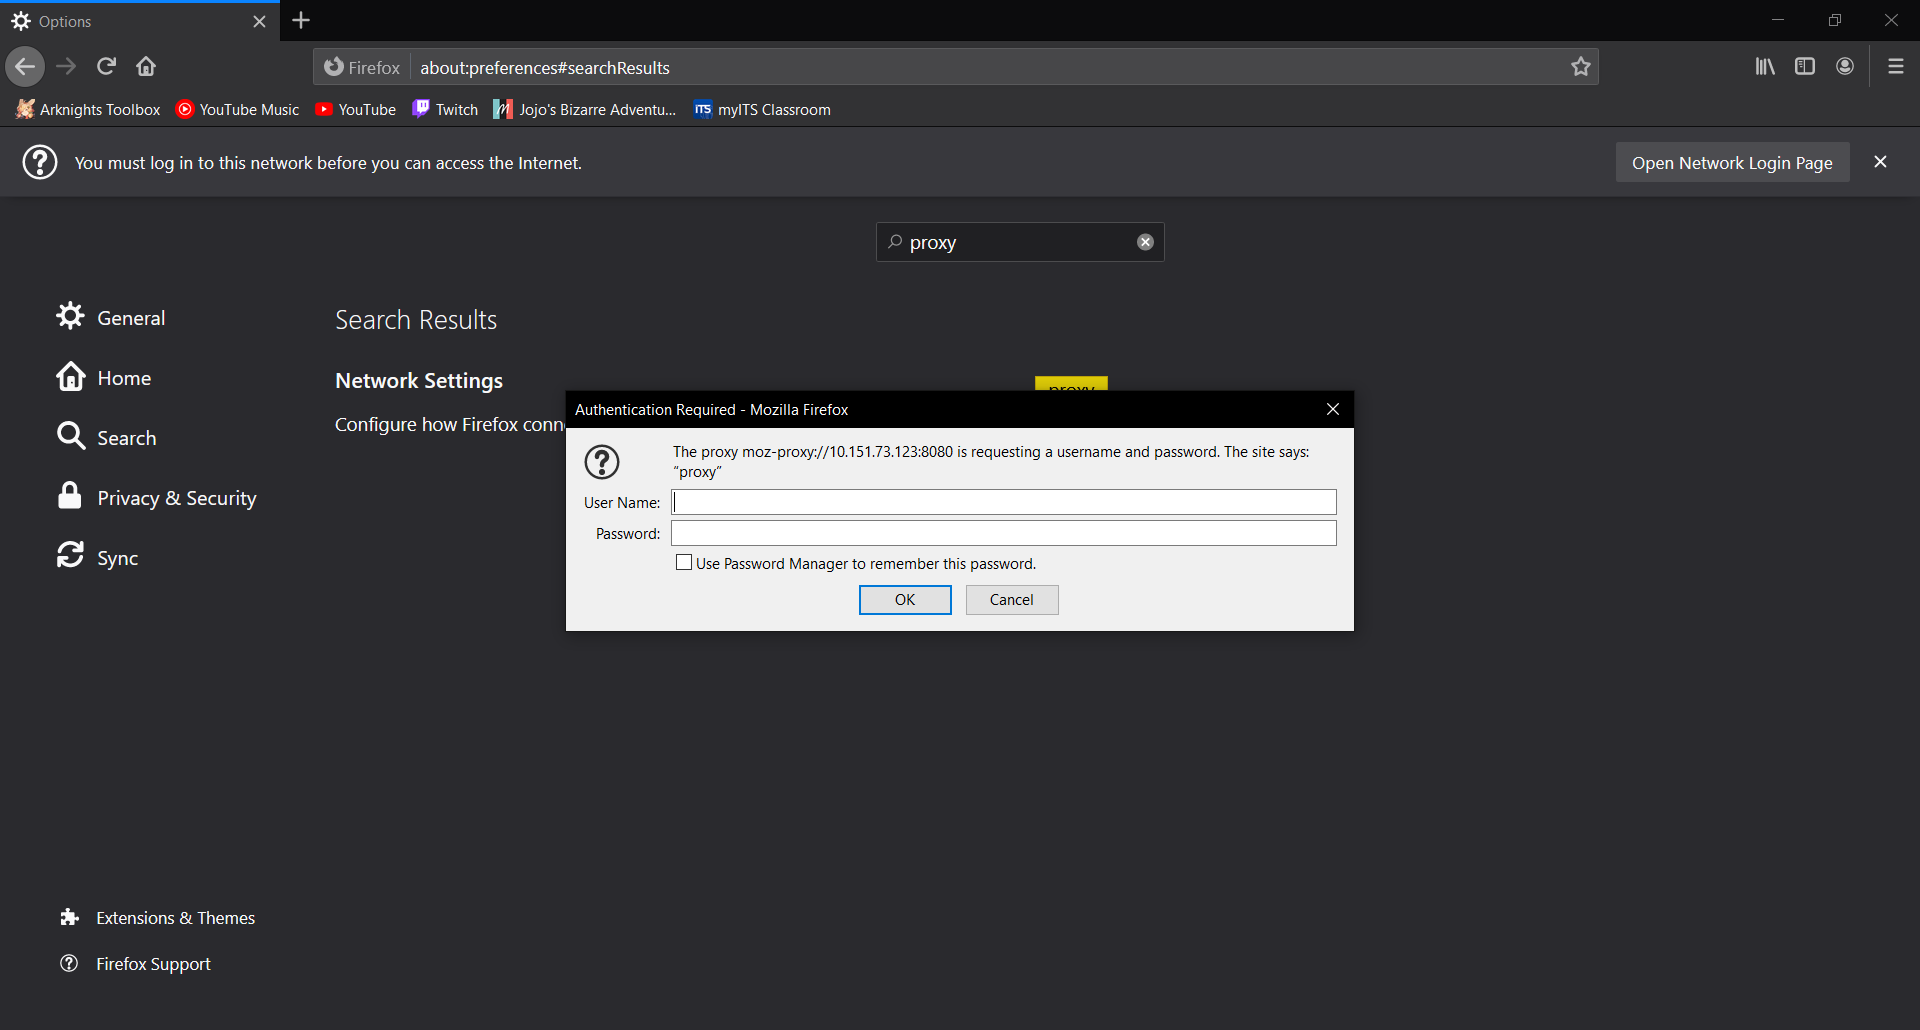 Options
Firefox
about:preferences#searchResults
Arknights Toolbox
YouTube Music
YouTube
Twitch
Jojo's Bizarre Adventu...
ITS
myITS Classroom
You must log in to this network before you can access the Internet.
Open Network Login Page
proxy
General
Home
Search
Privacy & Security
Sync
Search Results
Network Settings
proxy
Configure how Firefox conn
Authentication Required - Mozilla Firefox
The proxy moz-proxy://10.151.73.123:8080 is requesting a username and password. The site says:
“proxy”
User Name:
Password:
Use Password Manager to remember this password.
OK
Cancel
Extensions & Themes
Firefox Support